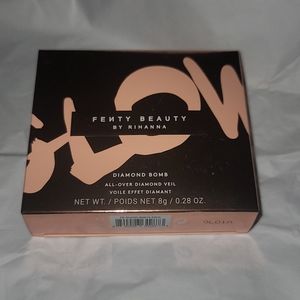 GLOW
FEИTY BEAUTY
BY RIHANNA
DIAMOND BOMB
ALL-OVER DIAMOND VEIL
VOILE EFFET DIAMANT
NET WT. / POIDS NET 8g / 0.28 OZ.